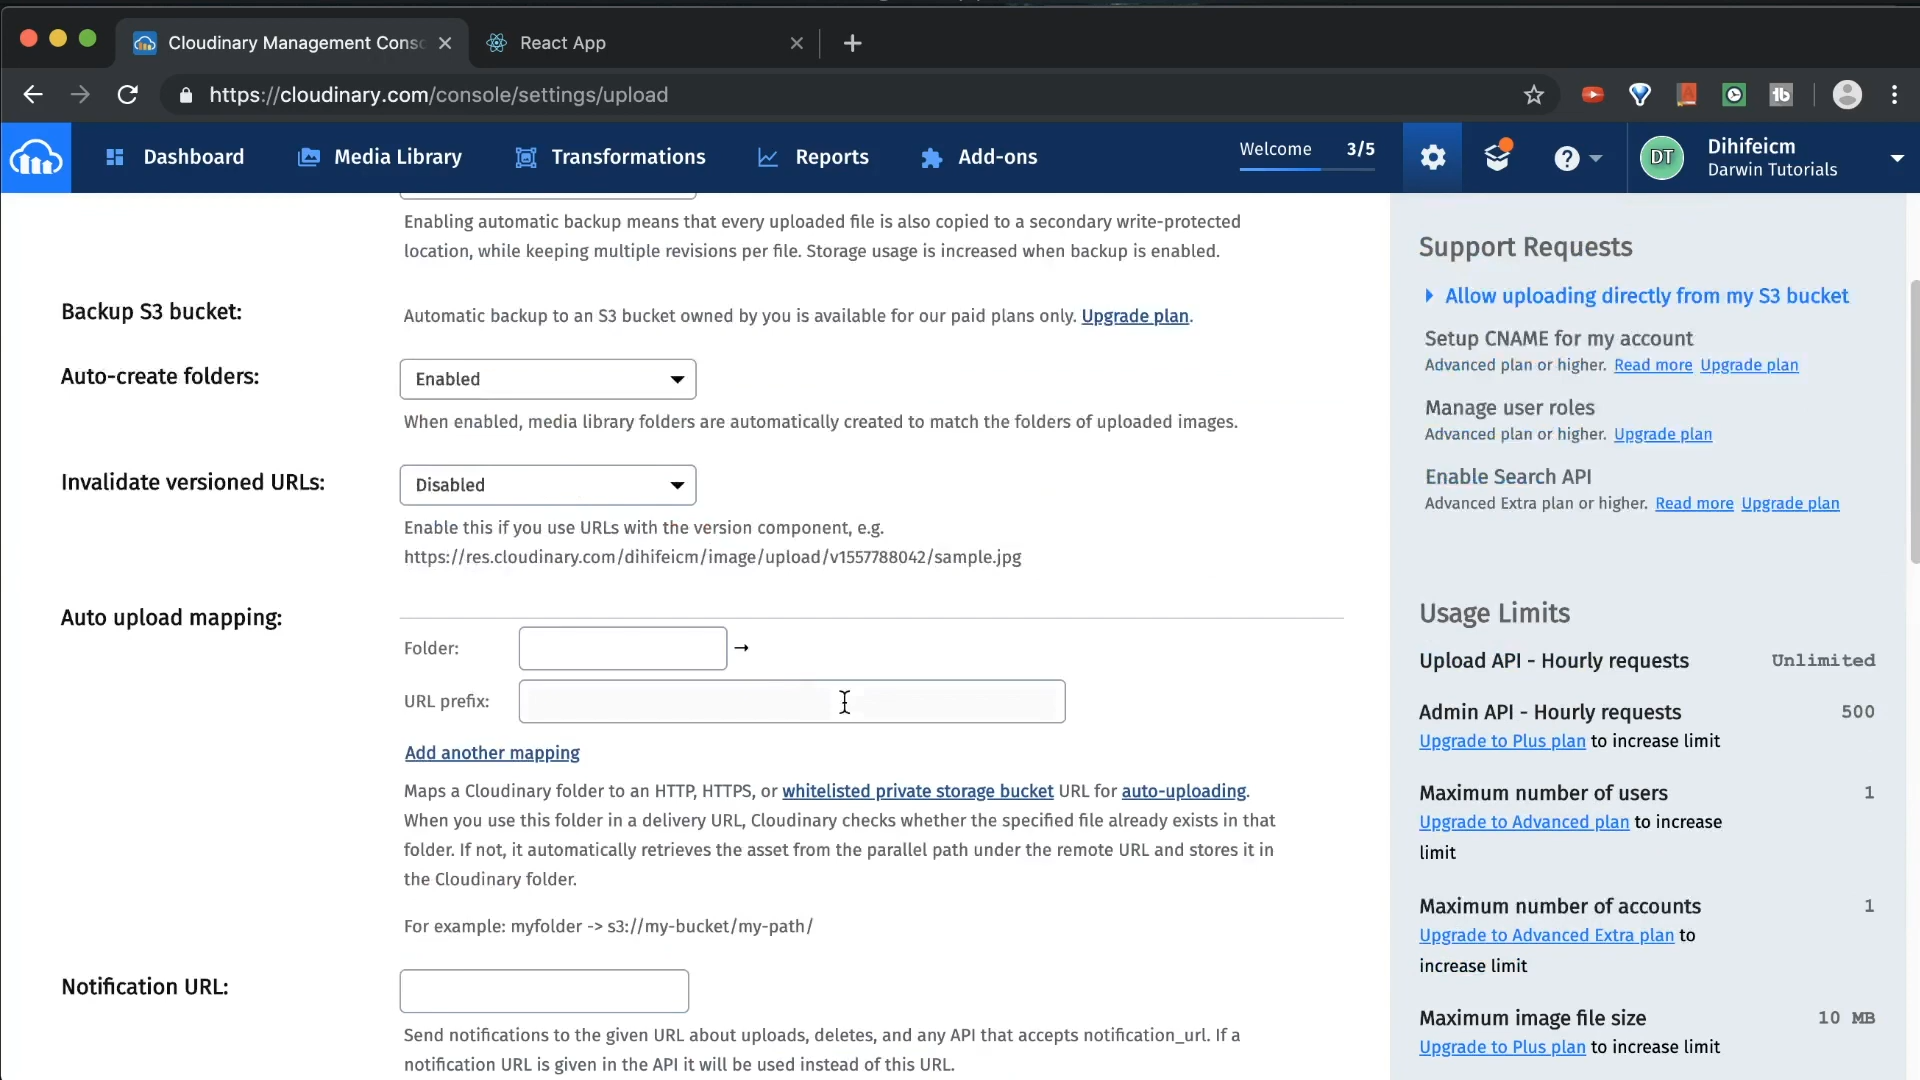 Cloudinary Management Conso
React App
https://cloudinary.com/console/settings/upload
Dashboard
Media Library
Transformations
Reports
Add-ons
Welcome 3/5
DT
Dihifeicm
Darwin Tutorials
Enabling automatic backup means that every uploaded file is also copied to a secondary write-protected
location, while keeping multiple revisions per file. Storage usage is increased when backup is enabled.
Backup S3 bucket:
Automatic backup to an S3 bucket owned by you is available for our paid plans only. Upgrade plan.
Auto-create folders:
Enabled
When enabled, media library folders are automatically created to match the folders of uploaded images.
Invalidate versioned URLs:
Disabled
Enable this if you use URLs with the version component, e.g.
https://res.cloudinary.com/dihifeicm/image/upload/v1557788042/sample.jpg
Auto upload mapping:
Folder: →
URL prefix:
Add another mapping
Maps a Cloudinary folder to an HTTP, HTTPS, or whitelisted private storage bucket URL for auto-uploading.
When you use this folder in a delivery URL, Cloudinary checks whether the specified file already exists in that
folder. If not, it automatically retrieves the asset from the parallel path under the remote URL and stores it in
the Cloudinary folder.
For example: myfolder -> s3://my-bucket/my-path/
Notification URL:
Send notifications to the given URL about uploads, deletes, and any API that accepts notification_url. If a
notification URL is given in the API it will be used instead of this URL.
Support Requests
Allow uploading directly from my S3 bucket
Setup CNAME for my account
Advanced plan or higher. Read more Upgrade plan
Manage user roles
Advanced plan or higher. Upgrade plan
Enable Search API
Advanced Extra plan or higher. Read more Upgrade plan
Usage Limits
Upload API - Hourly requests Unlimited
Admin API - Hourly requests 500
Upgrade to Plus plan to increase limit
Maximum number of users 1
Upgrade to Advanced plan to increase
limit
Maximum number of accounts 1
Upgrade to Advanced Extra plan to
increase limit
Maximum image file size 10 MB
Upgrade to Plus plan to increase limit